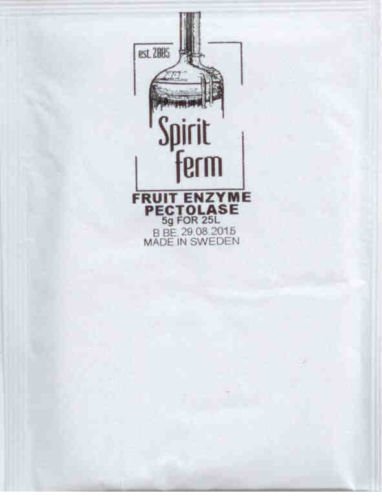 est. 2005
Spirit
ferm
FRUIT ENZYME
PECTOLASE
5g FOR 25L
B BE. 29.08.2015
MADE IN SWEDEN